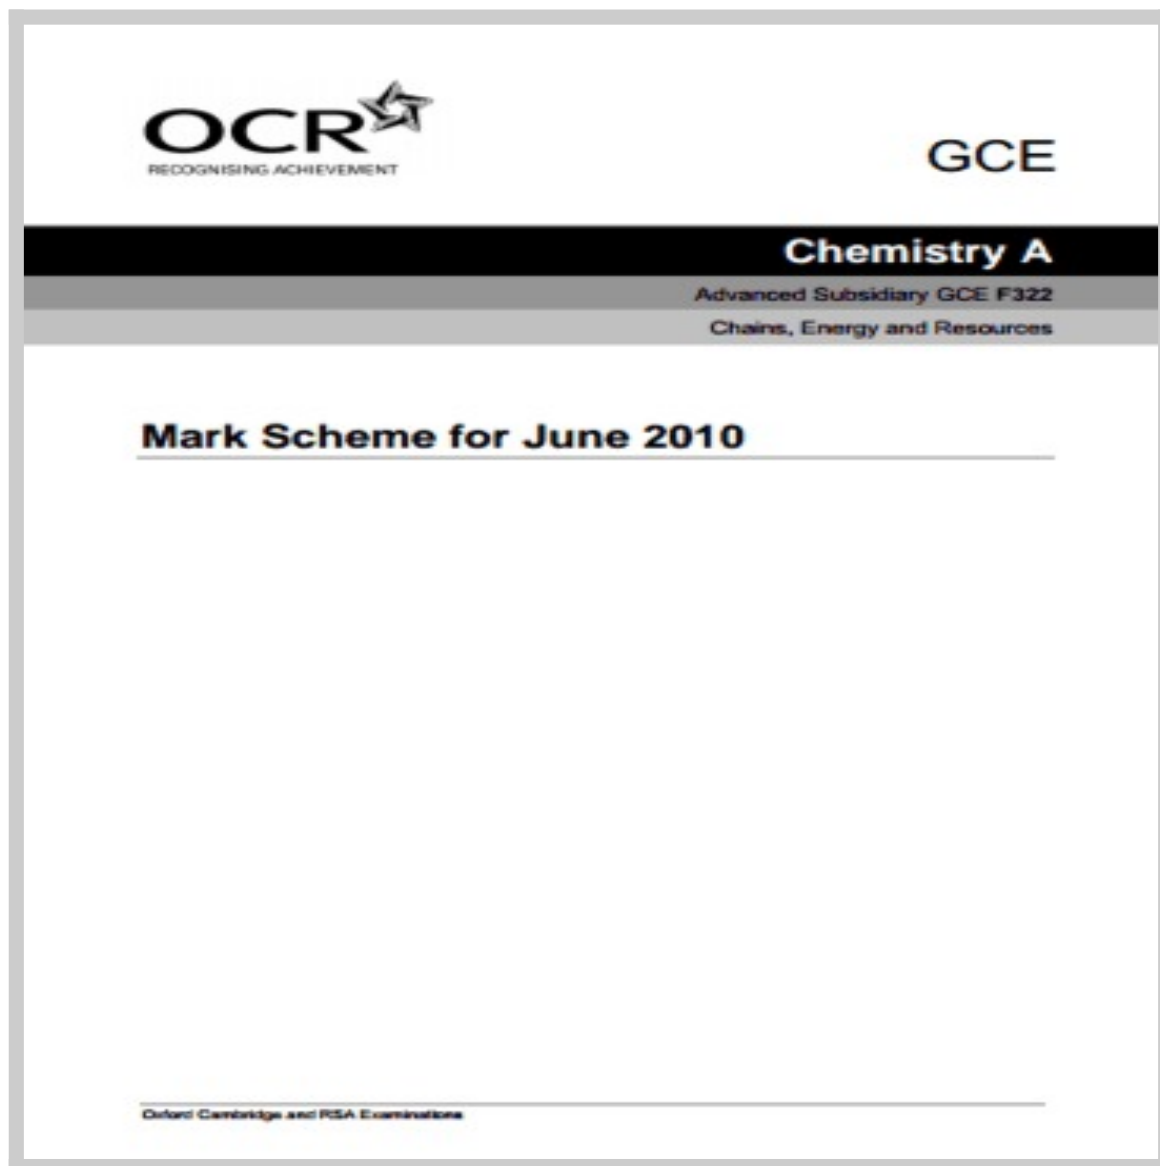 OCR
RECOGNISING ACHIEVEMENT
GCE
Chemistry A
Advanced Subsidiary GCE F322
Chains, Energy and Resources
Mark Scheme for June 2010
Oxford Cambridge and RSA Examinations